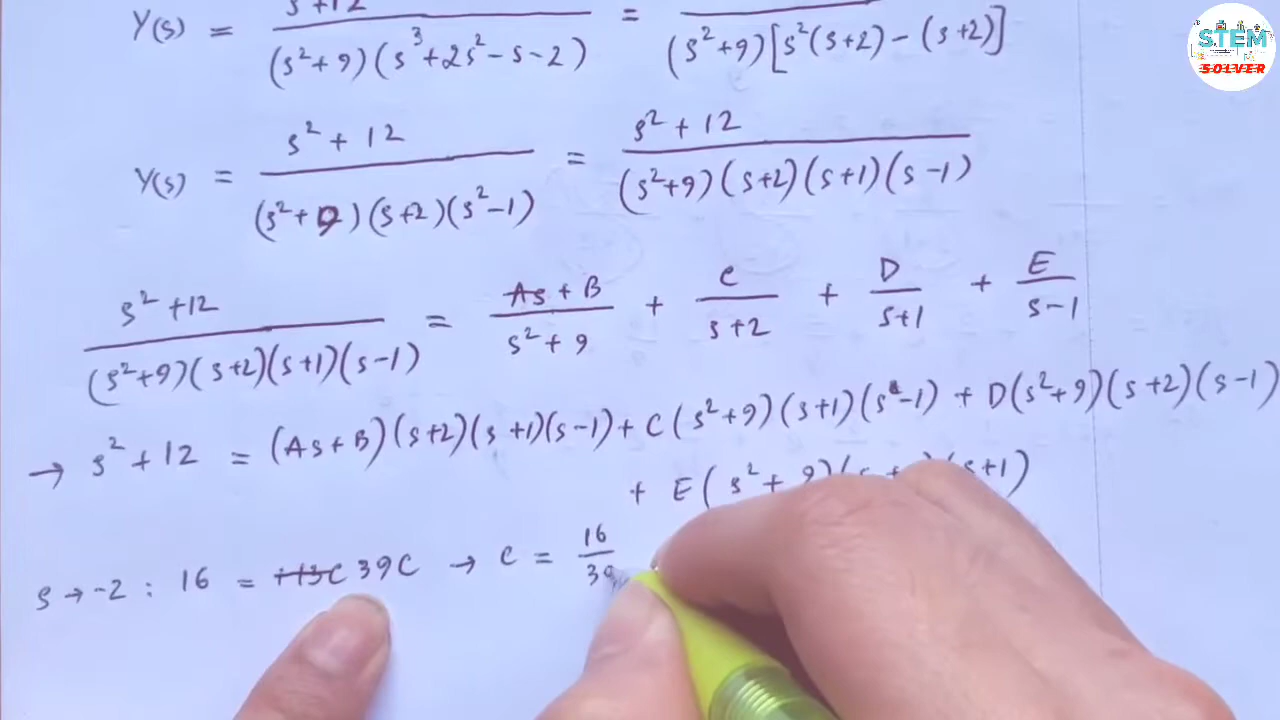 Y(s) = s+12 / (s²+9)(s³+2s²-s-2) = / (s²+9)[s²(s+2)-(s+2)]
STEM
SOLVER
Y(s) = s²+12 / (s²+9)(s+2)(s²-1) = s²+12 / (s²+9)(s+2)(s+1)(s-1)
s²+12 / (s²+9)(s+2)(s+1)(s-1) = As+B / s²+9 + C / s+2 + D / s+1 + E / s-1
→ s²+12 = (As+B)(s+2)(s+1)(s-1) + C(s²+9)(s+1)(s-1) + D(s²+9)(s+2)(s-1)
+ E(s²+9)( s+1)
s→-2 : 16 = 39C → C = 16/39